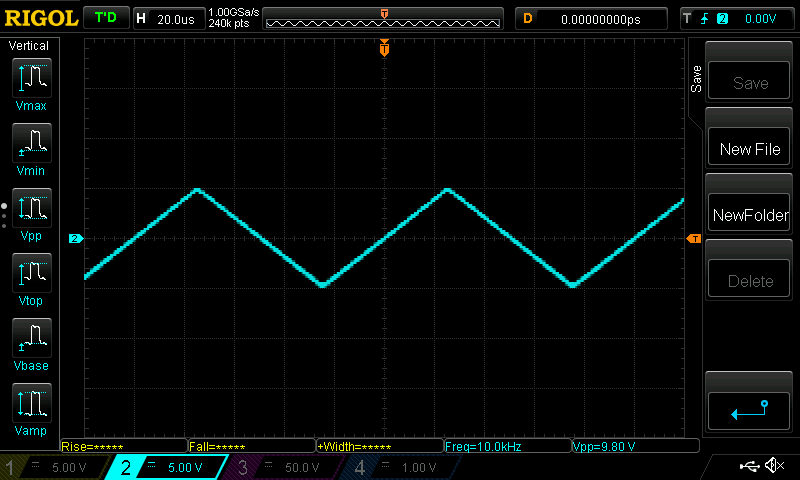 RIGOL T'D H 20.0us 1.00GSa/s 240k pts T D 0.00000000ps T 2 0.00V
Vertical
Vmax
Vmin
Vpp
Vtop
Vbase
Vamp
T
2
T
Save
Save
New File
NewFolder
Delete
Rise=***** Fall=***** +Width=***** Freq=10.0kHz Vpp=9.80 V
1 5.00 V 2 5.00 V 3 50.0 V 4 1.00 V